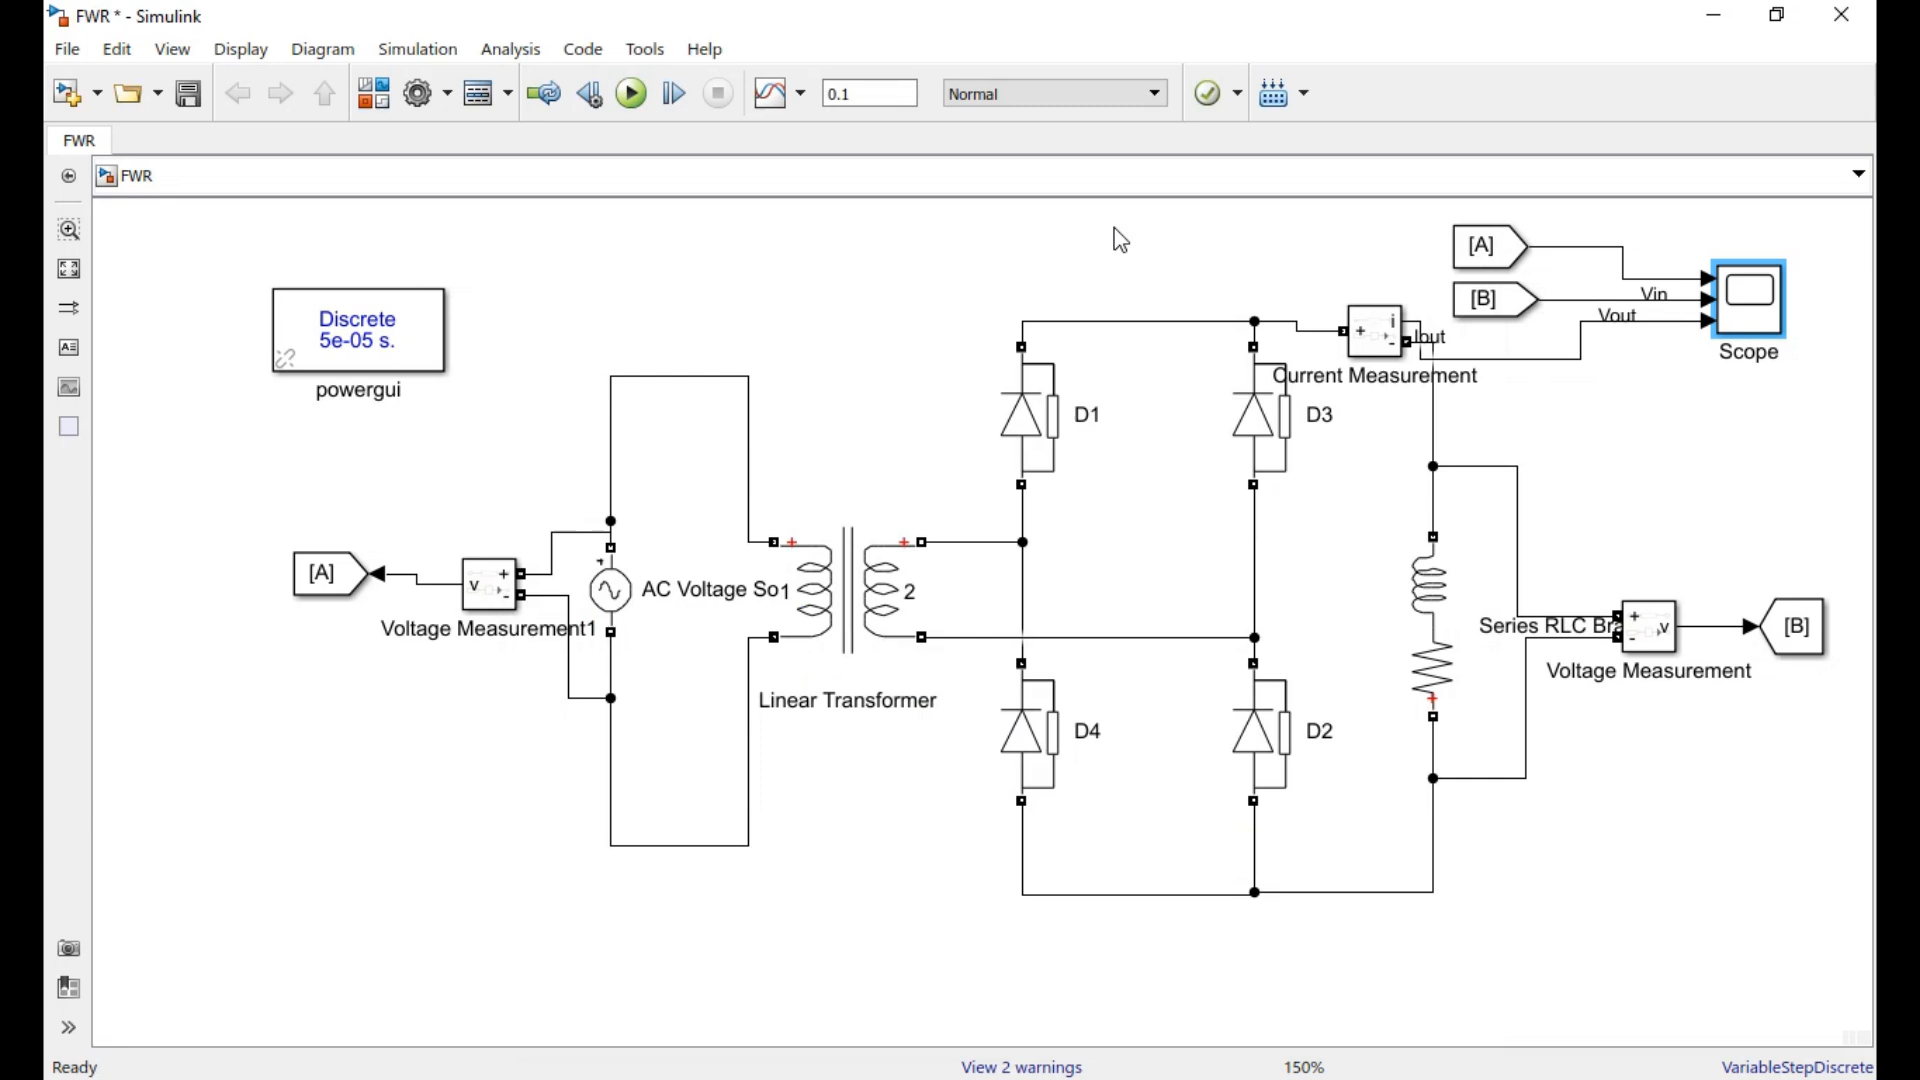 FWR * - Simulink
File Edit View Display Diagram Simulation Analysis Code Tools Help
0.1 Normal
FWR
FWR
[A]
[B]
Vin
Vout
Scope
Discrete
5e-05 s.
powergui
+ i
-
Iout
Current Measurement
D1
D3
[A]
v + -
Voltage Measurement1
+
AC Voltage So1
+ +
2
Linear Transformer
Series RLC Bra
+ v
-
Voltage Measurement
[B]
+
D4
D2
Ready View 2 warnings 150% VariableStepDiscrete